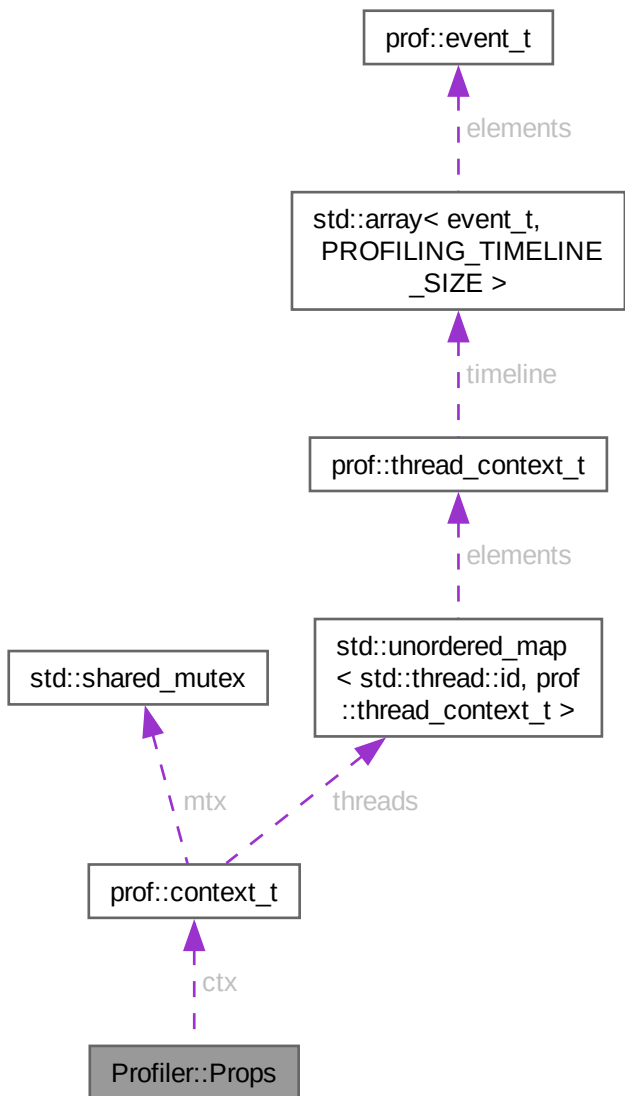 prof::event_t
elements
std::array< event_t,
PROFILING_TIMELINE
_SIZE >
timeline
prof::thread_context_t
elements
std::unordered_map
< std::thread::id, prof
::thread_context_t >
std::shared_mutex
mtx
threads
prof::context_t
ctx
Profiler::Props